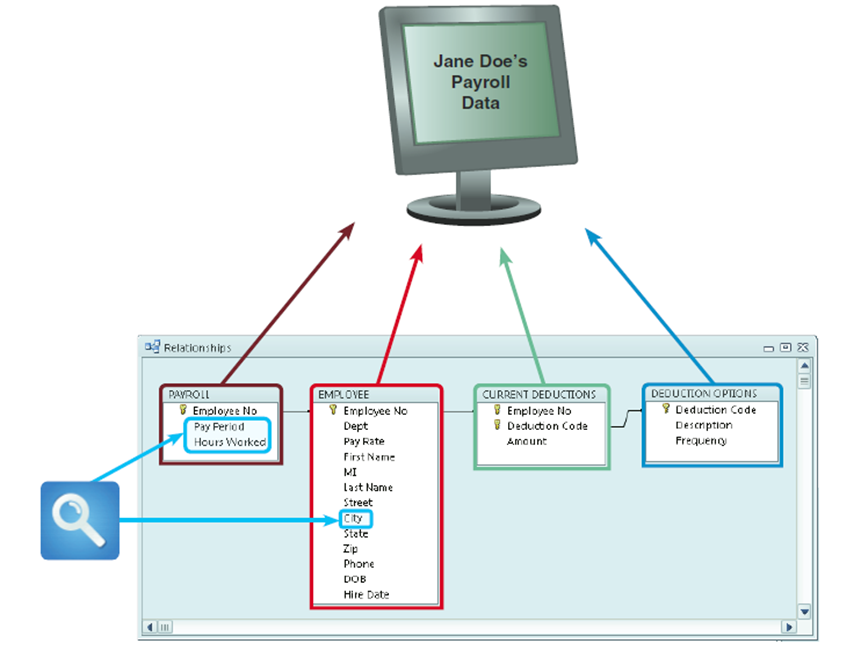 Jane Doe's
Payroll
Data
Relationships
PAYROLL
Employee No
Pay Period
Hours Worked
EMPLOYEE
Employee No
Dept
Pay Rate
First Name
MI
Last Name
Street
City
State
Zip
Phone
DOB
Hire Date
CURRENT DEDUCTIONS
Employee No
Deduction Code
Amount
DEDUCTION OPTIONS
Deduction Code
Description
Frequency